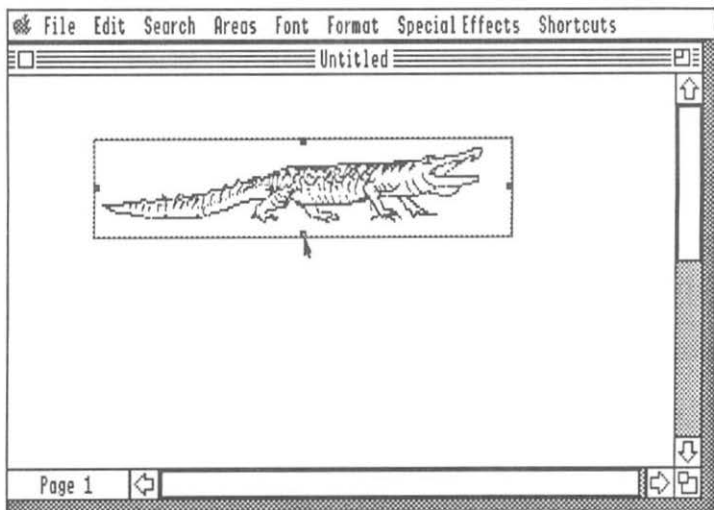 File Edit Search Areas Font Format Special Effects Shortcuts
Untitled
Page 1